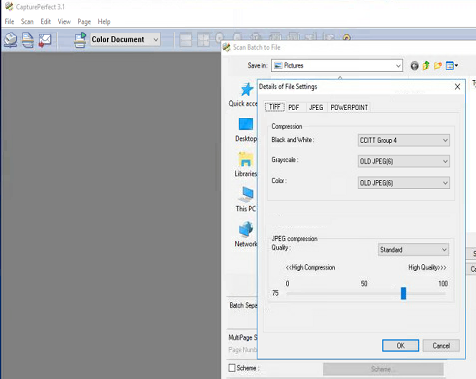 CapturePerfect 3.1
File Scan Edit View Page Help
Color Document
Scan Batch to File
Save in: Pictures
Details of File Settings
Quick acce
TIFF PDF JPEG POWERPOINT
Compression
Black and White : CCITT Group 4
Desktop
Grayscale : OLD JPEG(6)
Libraries
Color : OLD JPEG(6)
This PC
Network
JPEG compression
Quality : Standard
<<High Compression High Quality>>>
0 50 100
75
Batch Sepa
MultiPage S
Page Numb
OK Cancel
Scheme : Scheme...